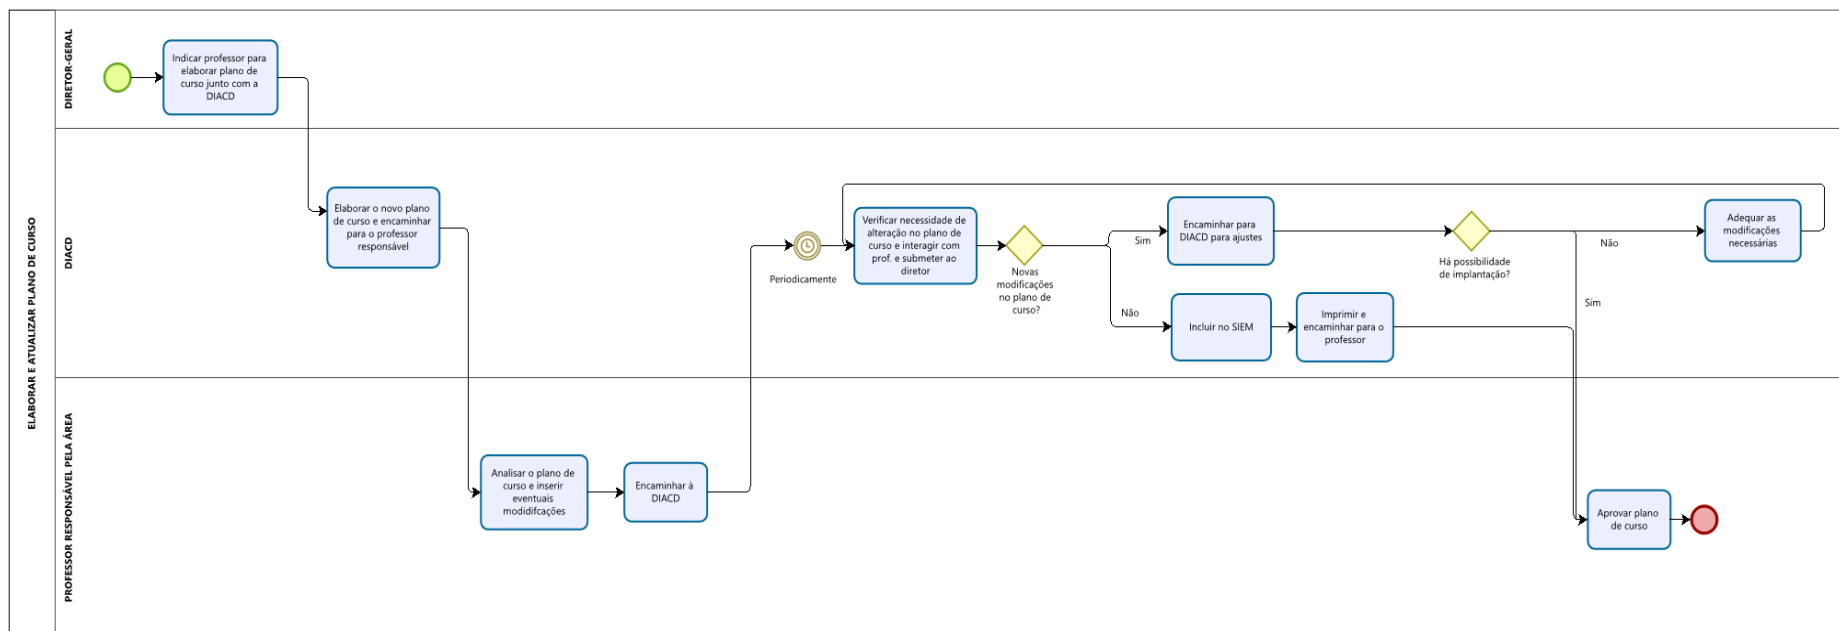 ELABORAR E ATUALIZAR PLANO DE CURSO
DIRETOR-GERAL
Indicar professor para
elaborar plano de
curso junto com a
DIACD
DIACD
Elaborar o novo plano
de curso e encaminhar
para o professor
responsável
Periodicamente
Verificar necessidade de
alteração no plano de
curso e interagir com
prof. e submeter ao
diretor
Novas
modificações
no plano de
curso?
Sim
Encaminhar para
DIACD para ajustes
Há possibilidade
de implantação?
Não
Adequar as
modificações
necessárias
Não
Incluir no SIEM
Imprimir e
encaminhar para o
professor
Sim
PROFESSOR RESPONSÁVEL PELA ÁREA
Analisar o plano de
curso e inserir
eventuais
modidifcações
Encaminhar à
DIACD
Aprovar plano
de curso